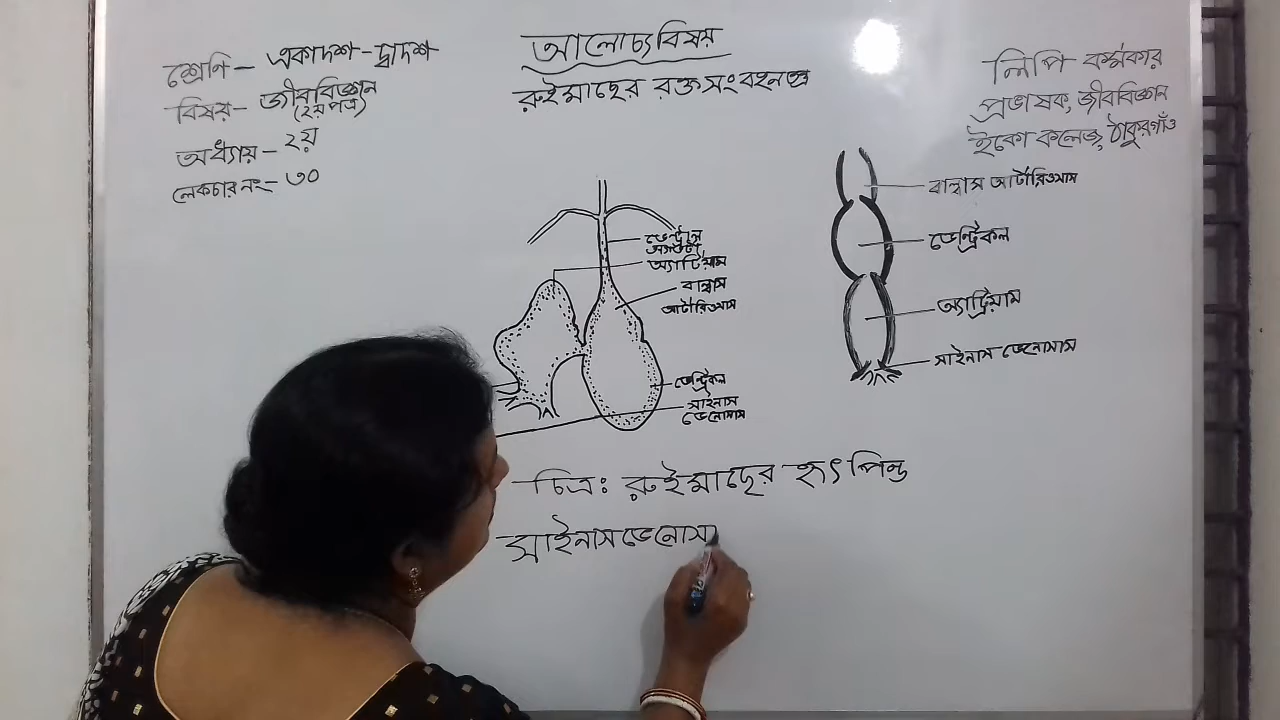 আলোচ্যবিষয়
রুইমাছের রক্তসংবহনতন্ত্র
শ্রেণি - একাদশ-দ্বাদশ
বিষয় - জীববিজ্ঞান
(২য়পত্র)
অধ্যায় - ২য়
লেকচার নং - ৩০
লিপি কর্মকার
প্রভাষক, জীববিজ্ঞান
ইকো কলেজ, ঠাকুরগাঁও
ভেন্ট্রাল
অ্যাওর্টা
অ্যাট্রিয়াম
বাল্বাস
আর্টারিওসাস
ভেন্ট্রিকল
সাইনাস
ভেনোসাস
বাল্বাস আর্টারিওসাস
ভেন্ট্রিকল
অ্যাট্রিয়াম
সাইনাস ভেনোসাস
চিত্র: রুইমাছের হৃৎপিন্ড
সাইনাস ভেনোসা